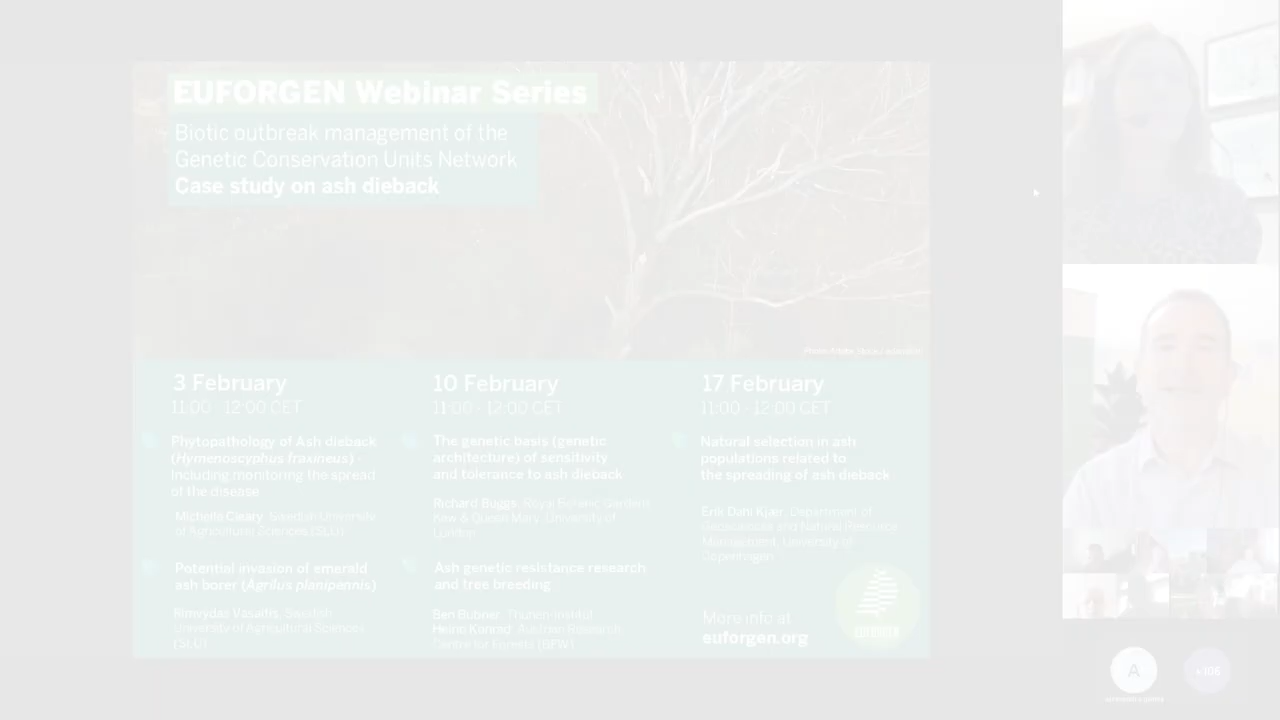 EUFORGEN Webinar Series
Biotic outbreak management of the
Genetic Conservation Units Network
Case study on ash dieback
3 February
11:00 - 12:00 CET
Phytopathology of Ash dieback
(Hymenoscyphus fraxineus) -
including monitoring the spread
of the disease
Michelle Cleary, Swedish University
of Agricultural Sciences (SLU)
Potential invasion of emerald
ash borer (Agrilus planipennis)
Rimvydas Vasaitis, Swedish
University of Agricultural Sciences
(SLU)
10 February
11:00 - 12:00 CET
The genetic basis (genetic
architecture) of sensitivity
and tolerance to ash dieback
Richard Buggs, Royal Botanic Gardens
Kew & Queen Mary, University of
London
Ash genetic resistance research
and tree breeding
Ben Bubner, Thünen-Institut
Heino Konrad, Austrian Research
Centre for Forests (BFW)
17 February
11:00 - 12:00 CET
Natural selection in ash
populations related to
the spreading of ash dieback
Erik Dahl Kjær, Department of
Geosciences and Natural Resource
Management, University of
Copenhagen
More info at
euforgen.org
EUFORGEN
A
+106